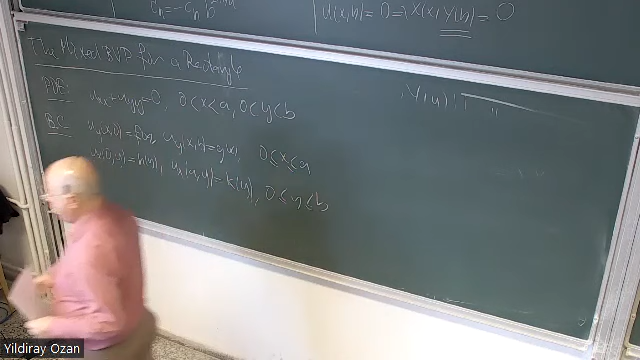 u(x,b) = 0 ⇒ X(x) Y(b) = 0
The Mixed BVP for a Rectangle
PDE: u_xx + u_yy = 0, 0<x<a, 0<y<b
B.C: u_y(x,0) = f(x), u_y(x,b) = g(x), 0≤x≤a
u(0,y) = h(y), u_x(a,y) = k(y), 0≤y≤b
Yildiray Ozan